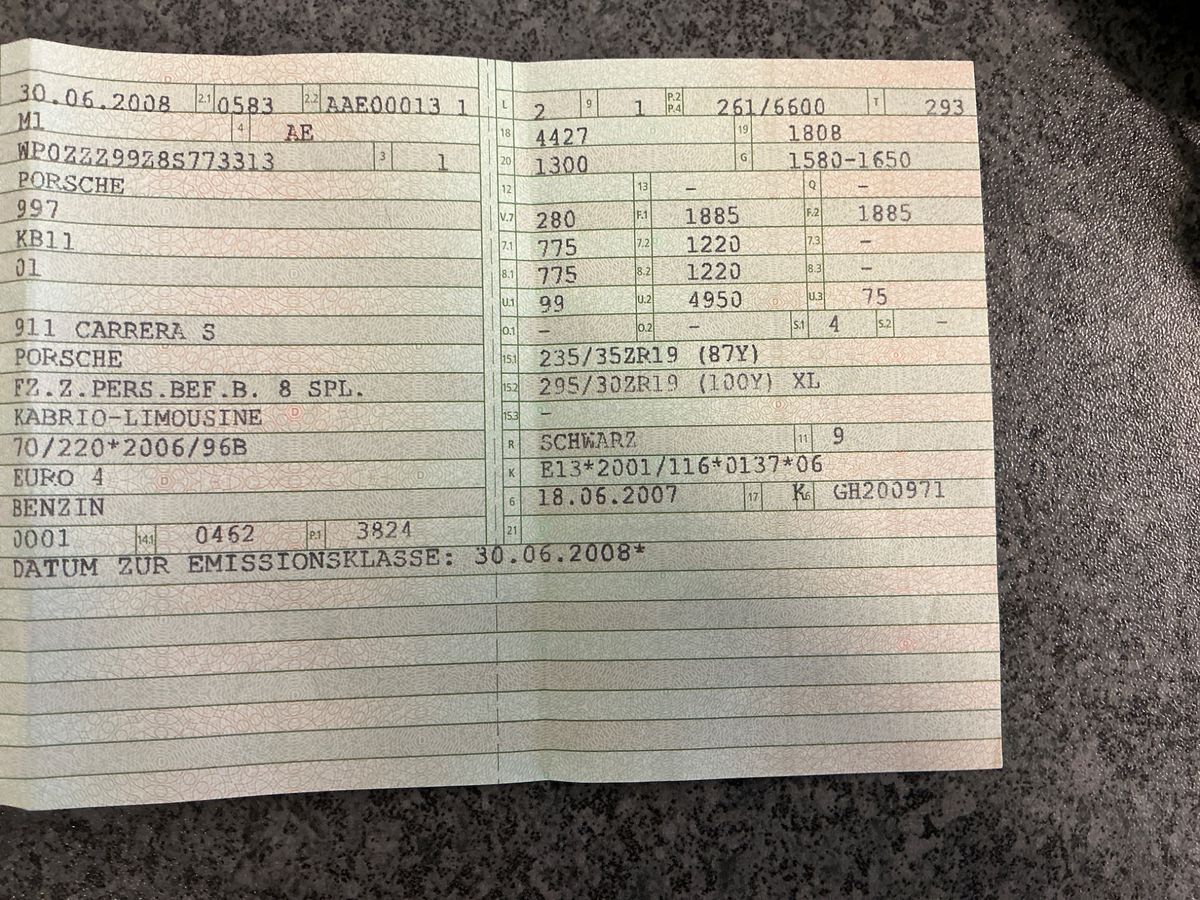 30.06.2008 2.1 0583 2.2 AAE00013 1
M1 4 AE
WP0ZZZ99Z8S773313 3 1
PORSCHE
997
KB11
01
911 CARRERA S
PORSCHE
FZ.Z.PERS.BEF.B. 8 SPL.
KABRIO-LIMOUSINE
70/220*2006/96B
EURO 4
BENZIN
0001 14.1 0462 P.1 3824
L 2 9 1 P.2 P.4 261/6600 T 293
18 4427 19 1808
20 1300 G 1580-1650
12 13 – Q –
V.7 280 F.1 1885 F.2 1885
7.1 775 7.2 1220 7.3 –
8.1 775 8.2 1220 8.3 –
U.1 99 U.2 4950 U.3 75
O.1 – O.2 – S.1 4 S.2 –
15.1 235/35ZR19 (87Y)
15.2 295/30ZR19 (100Y) XL
15.3 –
R SCHWARZ 11 9
K E13*2001/116*0137*06
6 18.06.2007 17 K 16 GH200971
21
DATUM ZUR EMISSIONSKLASSE: 30.06.2008*